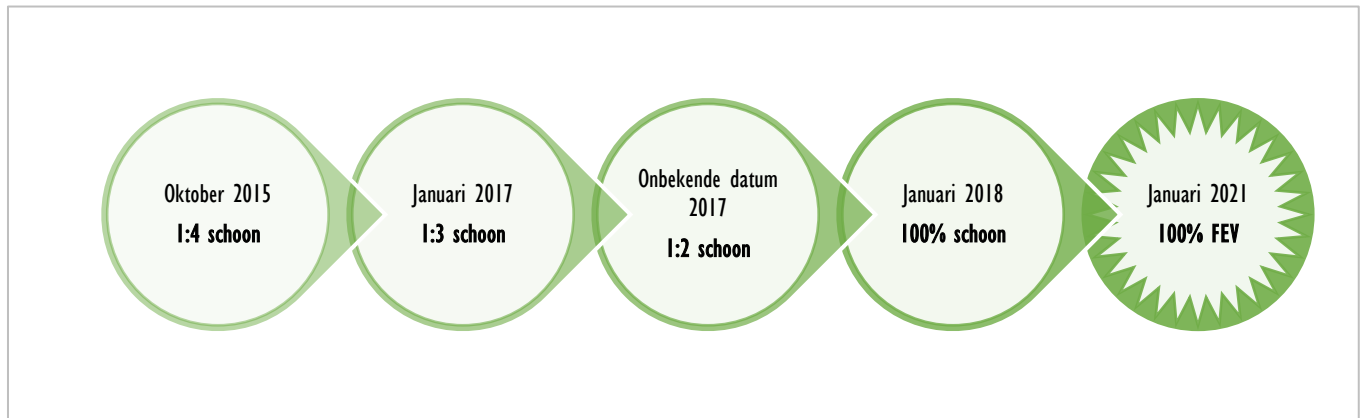 Oktober 2015
1:4 schoon
Januari 2017
1:3 schoon
Onbekende datum
2017
1:2 schoon
Januari 2018
100% schoon
Januari 2021
100% FEV